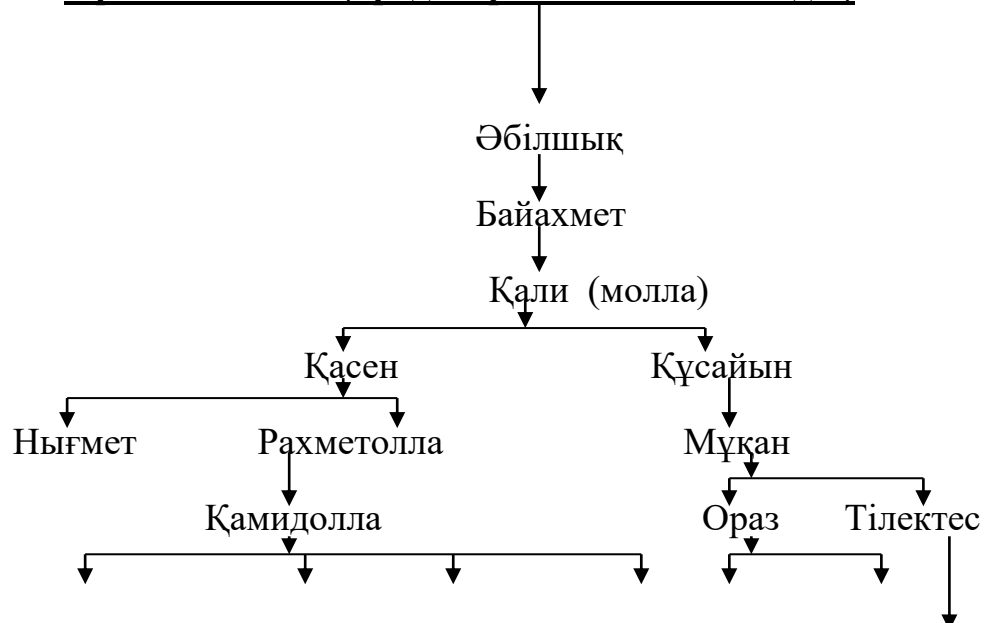 Әбілшық
Байахмет
Қали (молла)
Қасен Құсайын
Нығмет Рахметолла Мұқан
Қамидолла Ораз Тілектес